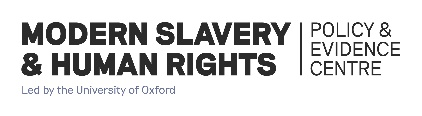 MODERN SLAVERY
& HUMAN RIGHTS
POLICY &
EVIDENCE
CENTRE
Led by the University of Oxford